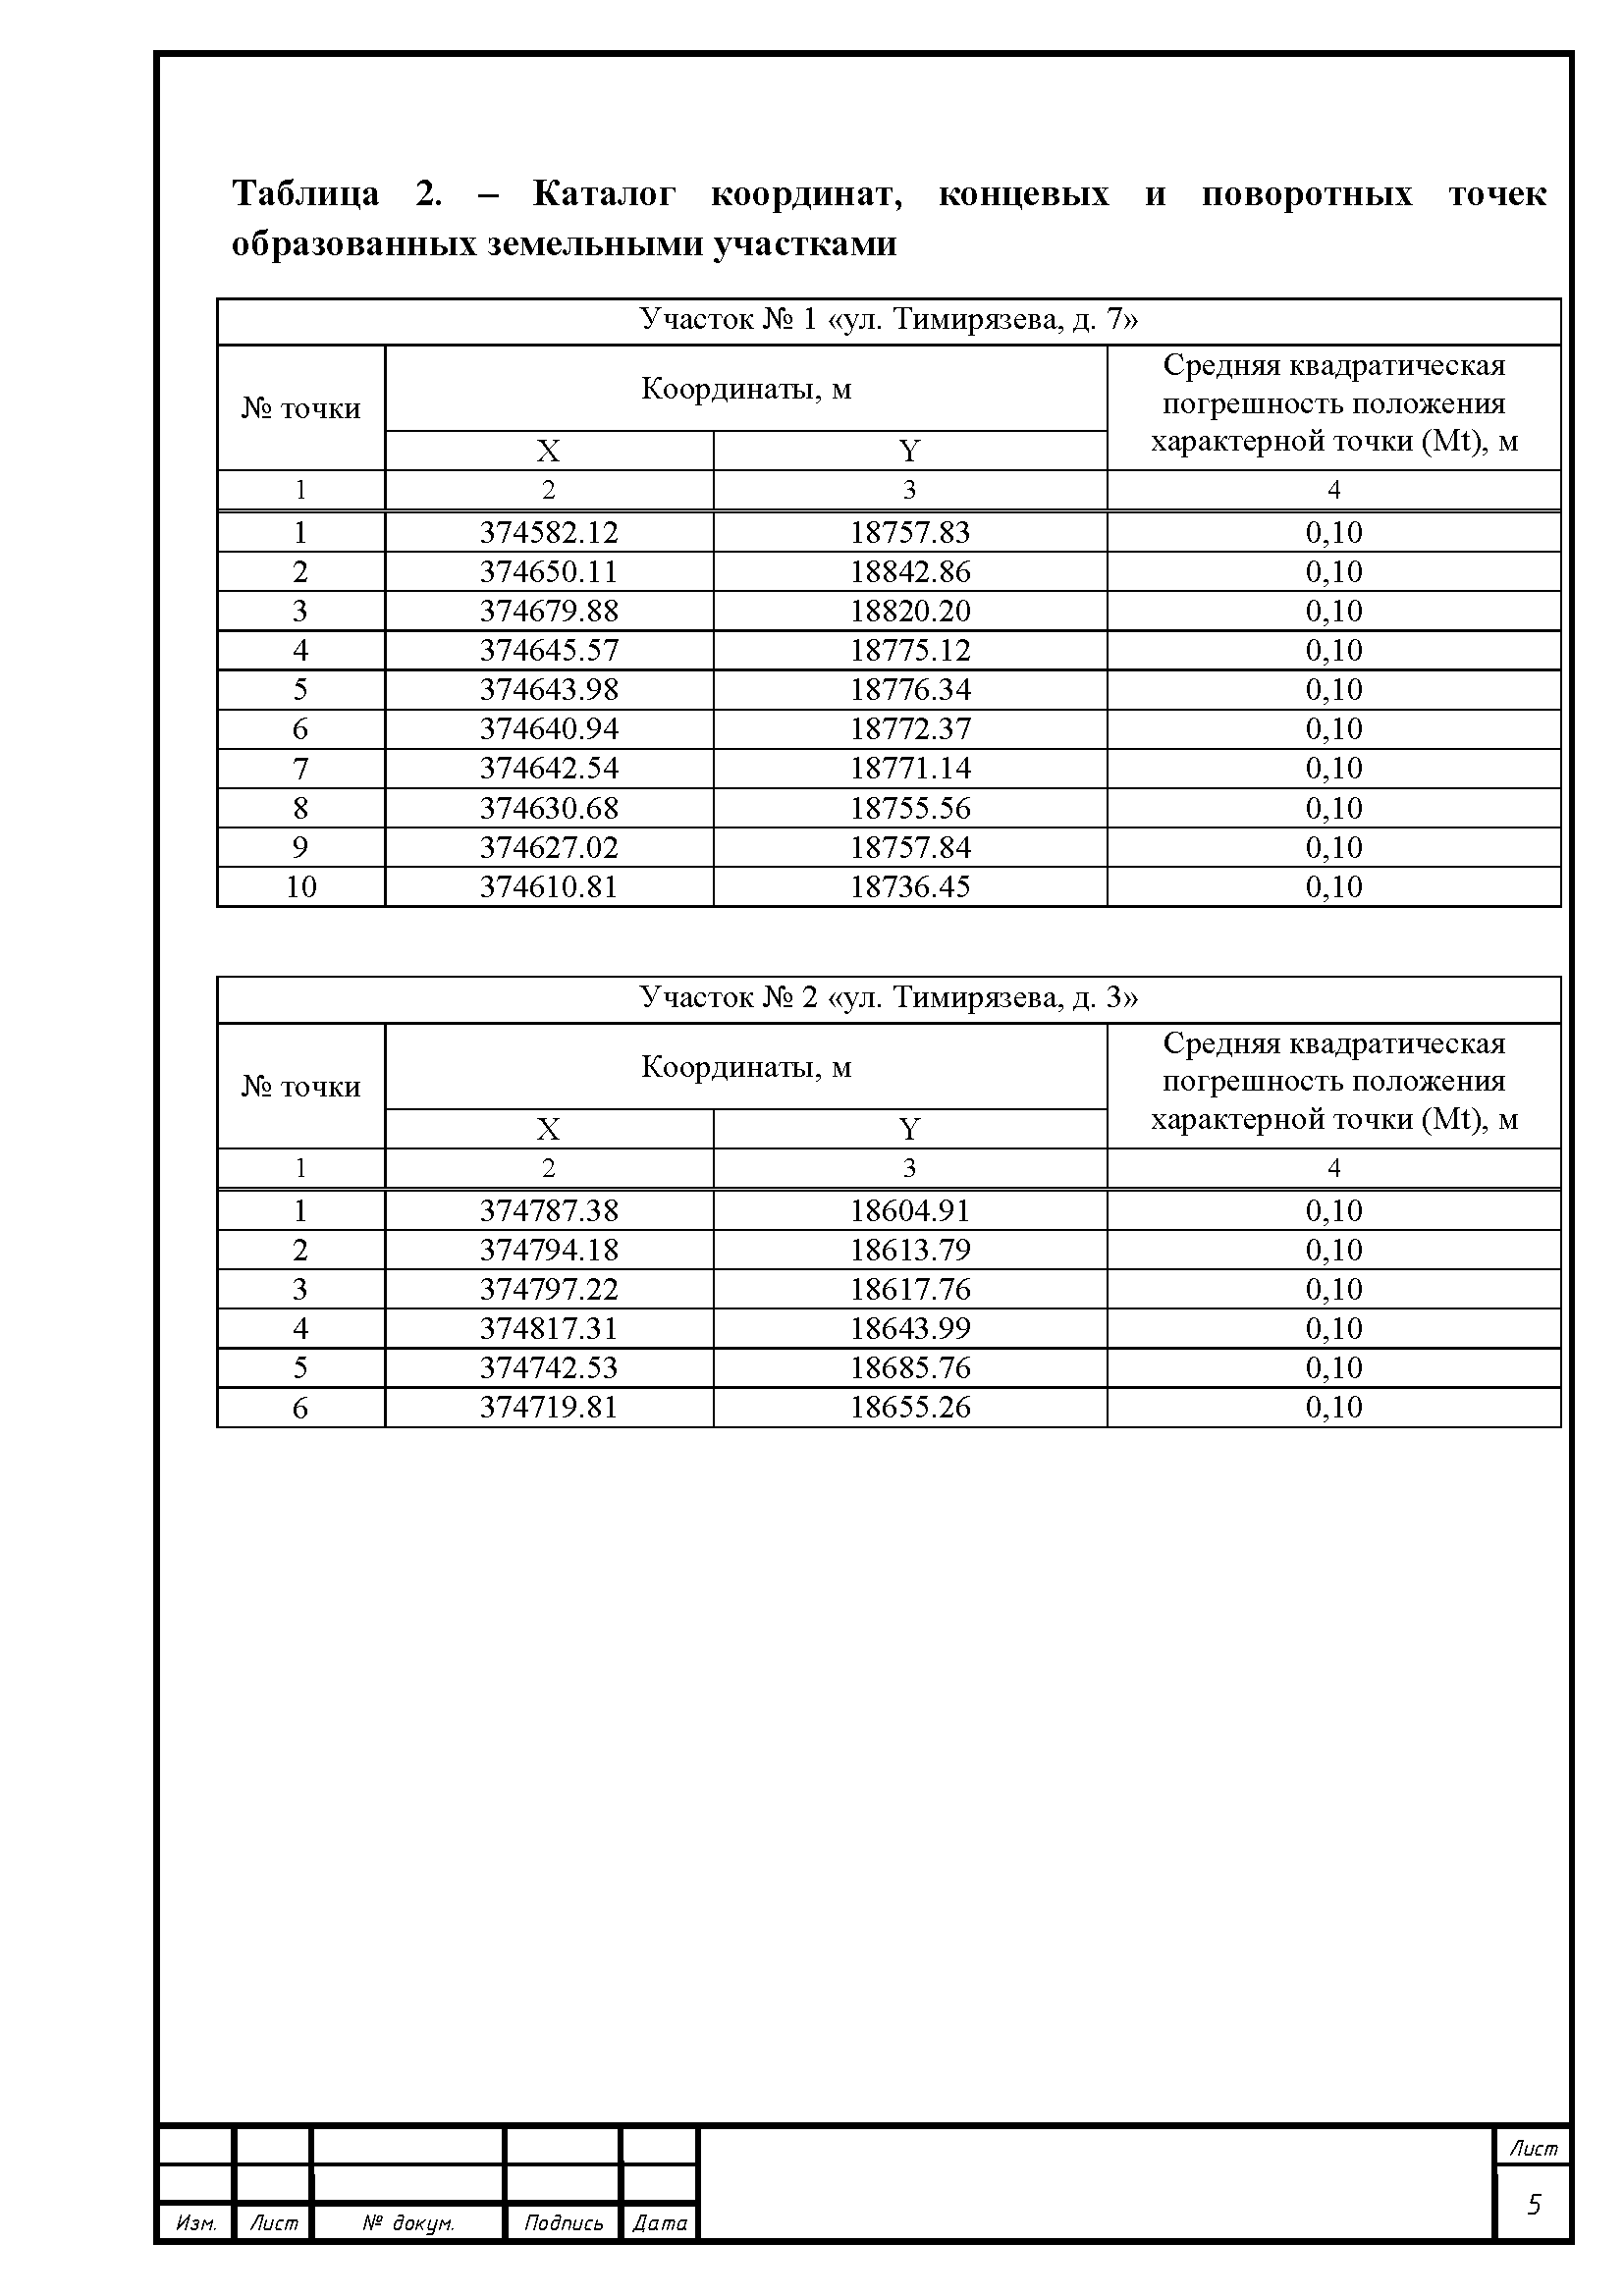 Таблица 2. – Каталог координат, концевых и поворотных точек
образованных земельными участками
Участок № 1 «ул. Тимирязева, д. 7»
№ точки
Координаты, м
Средняя квадратическая
погрешность положения
характерной точки (Mt), м
X Y
1 2 3 4
1 374582.12 18757.83 0,10
2 374650.11 18842.86 0,10
3 374679.88 18820.20 0,10
4 374645.57 18775.12 0,10
5 374643.98 18776.34 0,10
6 374640.94 18772.37 0,10
7 374642.54 18771.14 0,10
8 374630.68 18755.56 0,10
9 374627.02 18757.84 0,10
10 374610.81 18736.45 0,10
Участок № 2 «ул. Тимирязева, д. 3»
№ точки
Координаты, м
Средняя квадратическая
погрешность положения
характерной точки (Mt), м
X Y
1 2 3 4
1 374787.38 18604.91 0,10
2 374794.18 18613.79 0,10
3 374797.22 18617.76 0,10
4 374817.31 18643.99 0,10
5 374742.53 18685.76 0,10
6 374719.81 18655.26 0,10
Лист
5
Изм. Лист № докум. Подпись Дата